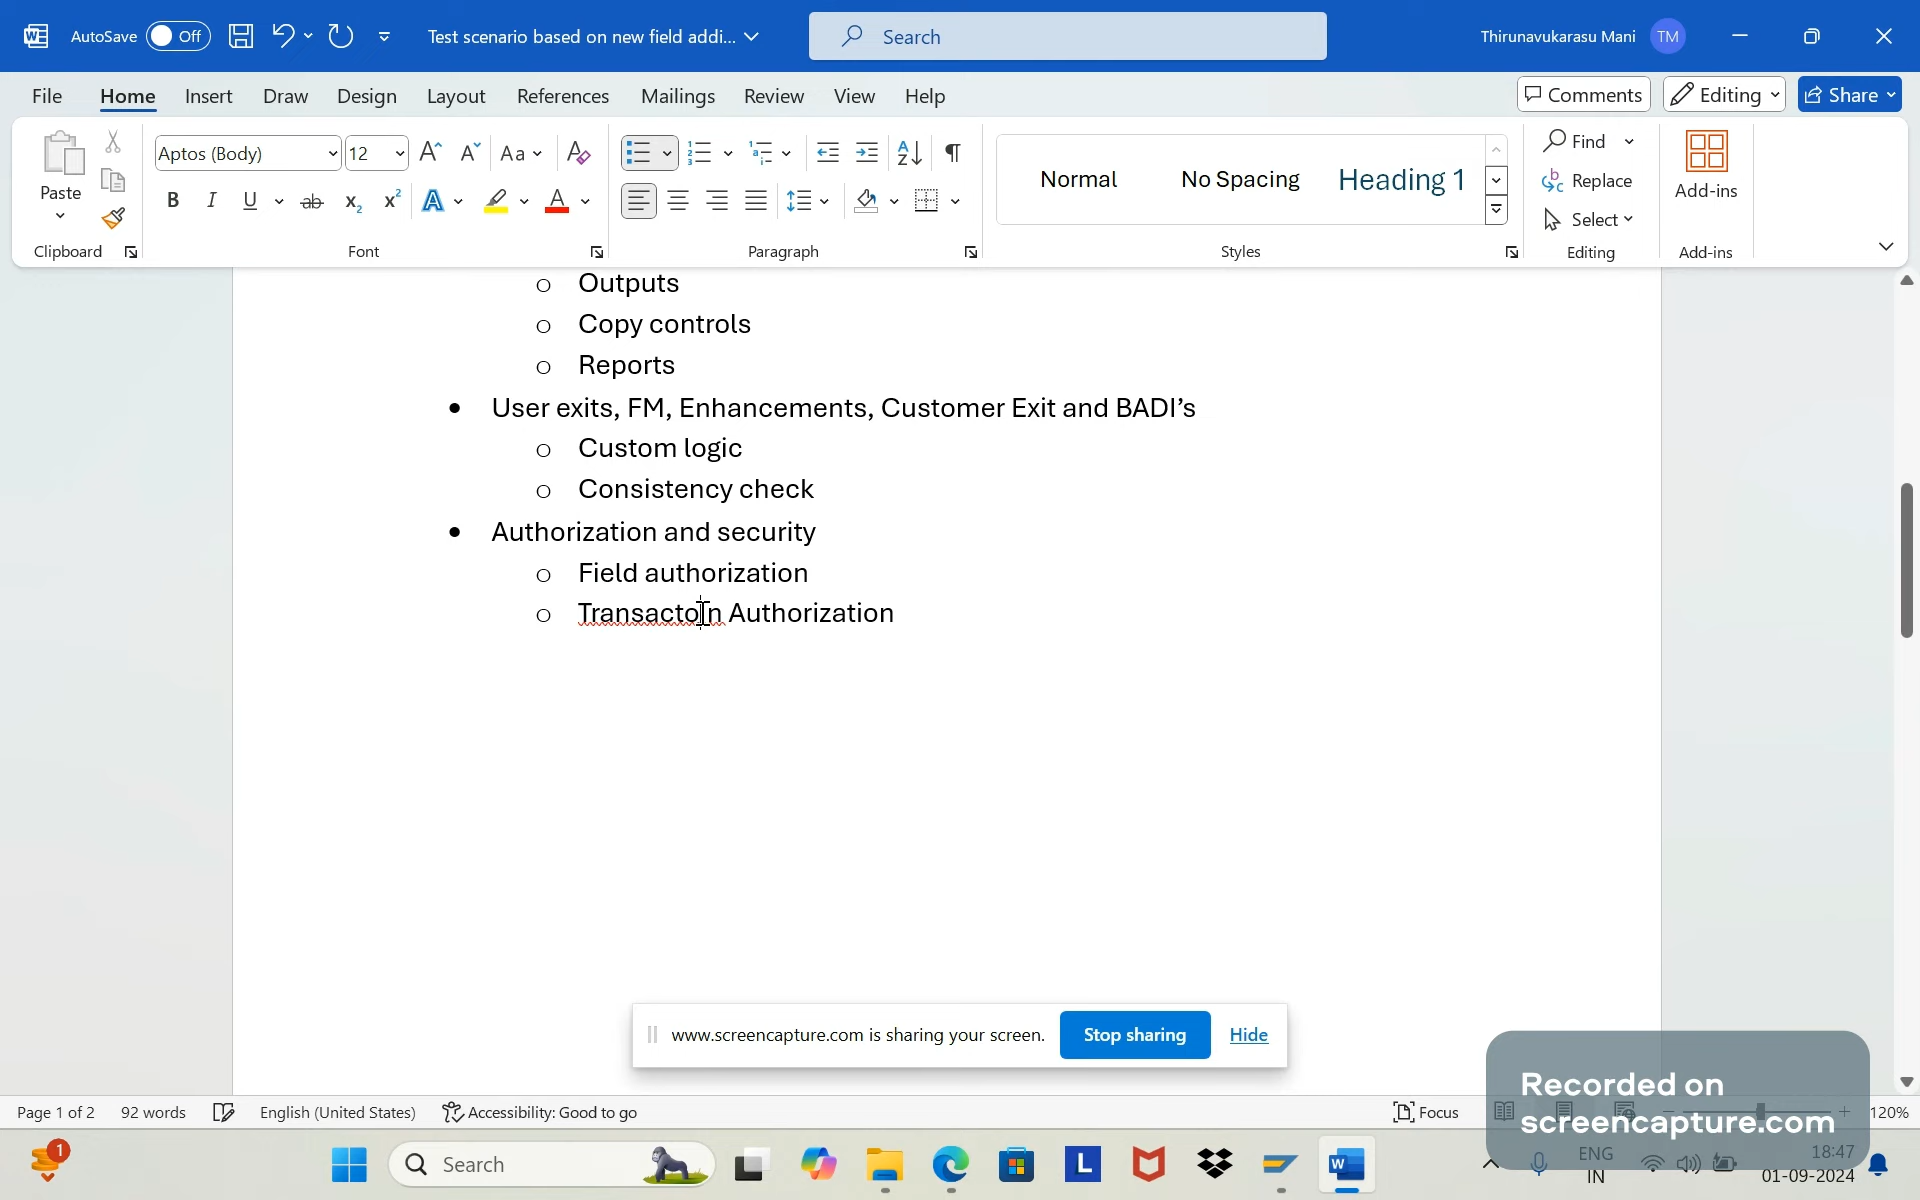 AutoSave Off Test scenario based on new field addi... Search Thirunavukarasu Mani TM
File Home Insert Draw Design Layout References Mailings Review View Help Comments Editing Share
Paste Clipboard
Aptos (Body) 12
Font
Paragraph
Normal No Spacing Heading 1
Styles
Find
Replace
Select
Editing
Add-ins
Add-ins
o Outputs
o Copy controls
o Reports
• User exits, FM, Enhancements, Customer Exit and BADI’s
o Custom logic
o Consistency check
• Authorization and security
o Field authorization
o Transactoin Authorization
www.screencapture.com is sharing your screen. Stop sharing Hide
Recorded on
screencapture.com
Page 1 of 2 92 words English (United States) Accessibility: Good to go Focus 120%
1 Search ENG
IN
18:47
01-09-2024